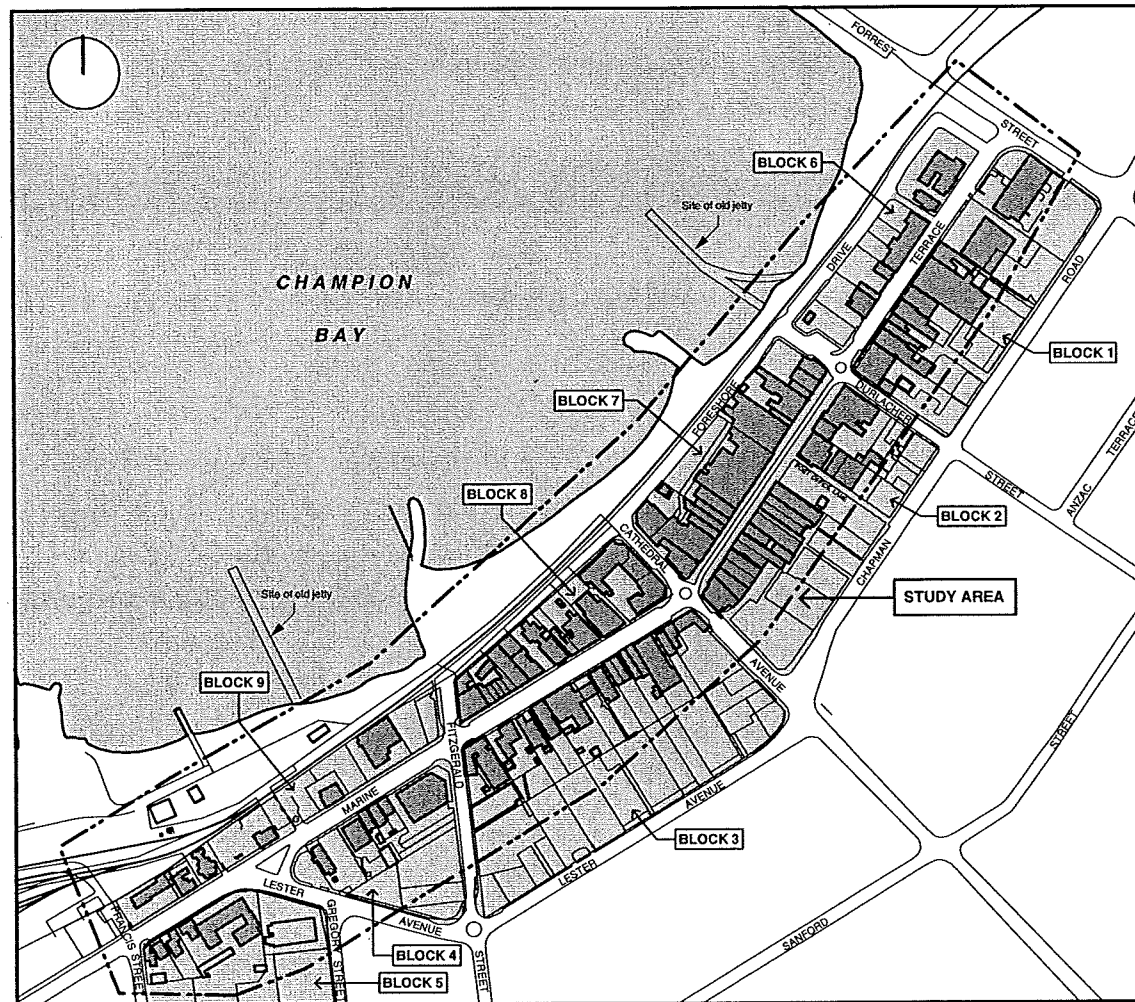 FORREST
STREET
BLOCK 6
Site of old jetty
DRIVE
TERRACE
ROAD
CHAMPION
BAY
BLOCK 1
FORESHORE
DURLACHER
BLOCK 7
TERRACE
ANZAC
STREET
POST OFFICE LANE
BLOCK 8
BLOCK 2
CATHEDRAL
CHAPMAN
STUDY AREA
Site of old jetty
BLOCK 9
AVENUE
STREET
FITZGERALD
MARINE
AVENUE
BLOCK 3
LESTER
LESTER
AVENUE
FRANCIS STREET
GREGORY STREET
BLOCK 4
STREET
SANFORD
BLOCK 5